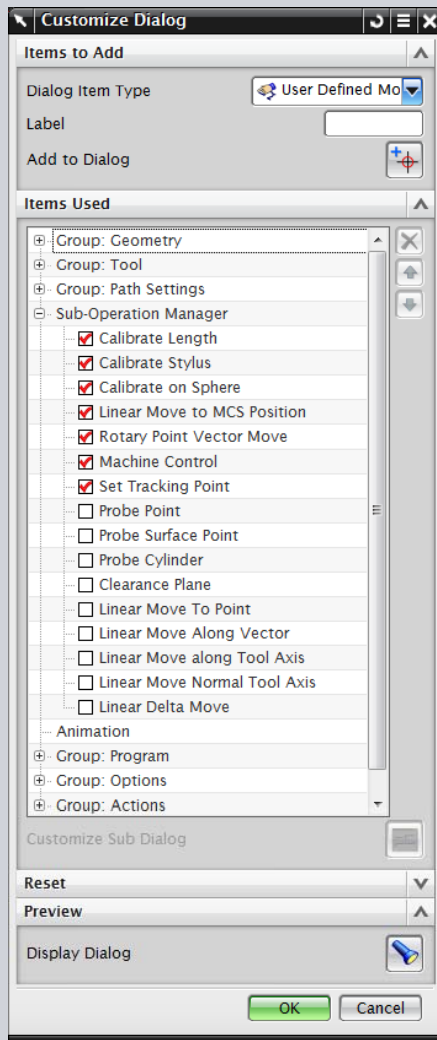 Customize Dialog
Items to Add
Dialog Item Type
User Defined Mo
Label
Add to Dialog
Items Used
Group: Geometry
Group: Tool
Group: Path Settings
Sub-Operation Manager
Calibrate Length
Calibrate Stylus
Calibrate on Sphere
Linear Move to MCS Position
Rotary Point Vector Move
Machine Control
Set Tracking Point
Probe Point
Probe Surface Point
Probe Cylinder
Clearance Plane
Linear Move To Point
Linear Move Along Vector
Linear Move along Tool Axis
Linear Move Normal Tool Axis
Linear Delta Move
Animation
Group: Program
Group: Options
Group: Actions
Customize Sub Dialog
Reset
Preview
Display Dialog
OK Cancel